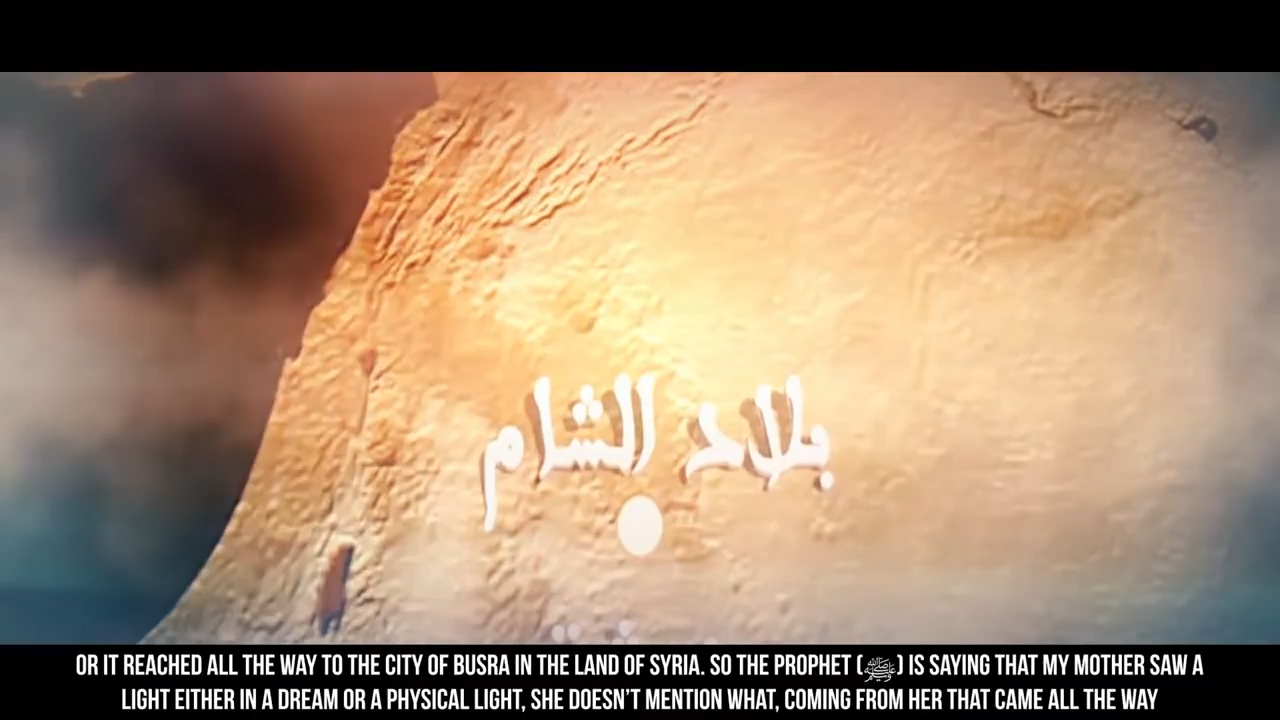 بلاد الشام
OR IT REACHED ALL THE WAY TO THE CITY OF BUSRA IN THE LAND OF SYRIA. SO THE PROPHET (ﷺ) IS SAYING THAT MY MOTHER SAW A
LIGHT EITHER IN A DREAM OR A PHYSICAL LIGHT, SHE DOESN'T MENTION WHAT, COMING FROM HER THAT CAME ALL THE WAY